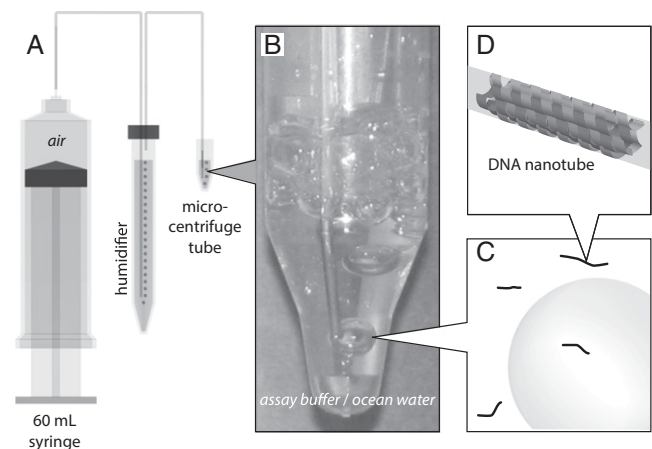 A
air
humidifier
micro-
centrifuge
tube
60 mL
syringe
B
assay buffer / ocean water
D
DNA nanotube
C